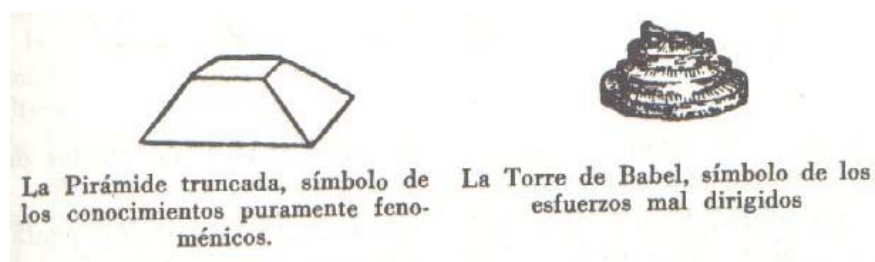 La Pirámide truncada, símbolo de
los conocimientos puramente feno-
ménicos.
La Torre de Babel, símbolo de los
esfuerzos mal dirigidos